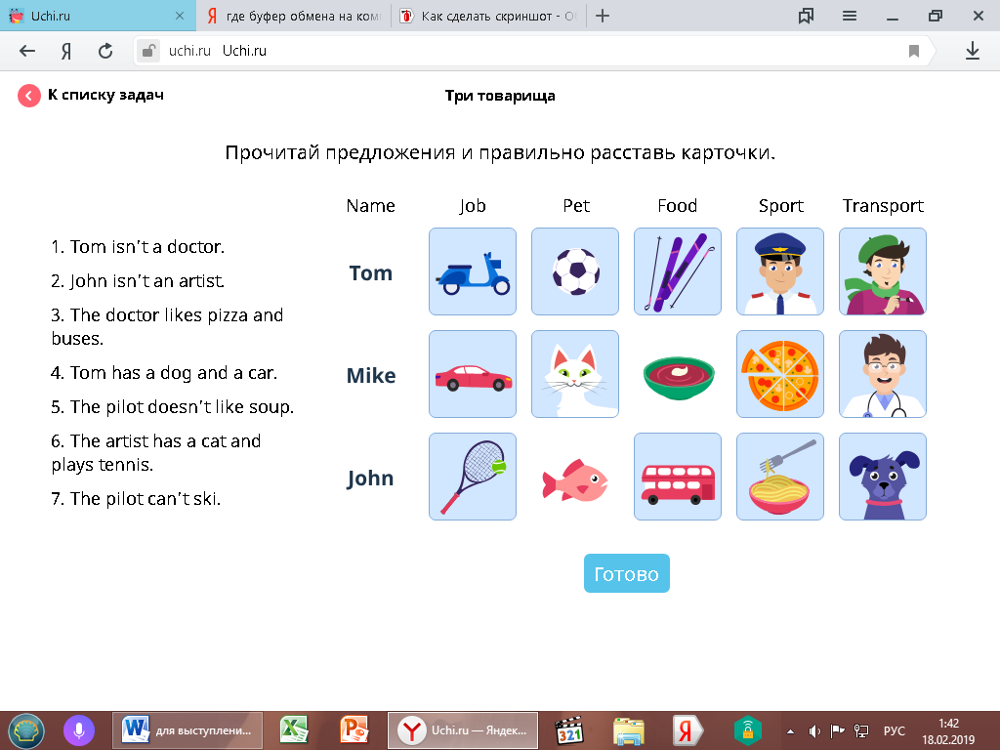 Uchi.ru
где буфер обмена на ком
Как сделать скриншот - О
uchi.ru Uchi.ru
К списку задач
Три товарища
Прочитай предложения и правильно расставь карточки.
Name Job Pet Food Sport Transport
1. Tom isn't a doctor.
2. John isn't an artist.
3. The doctor likes pizza and
buses.
4. Tom has a dog and a car.
5. The pilot doesn't like soup.
6. The artist has a cat and
plays tennis.
7. The pilot can't ski.
Tom
Mike
John
Готово
для выступлени...
Uchi.ru — Яндек...
321
РУС
1:42
18.02.2019